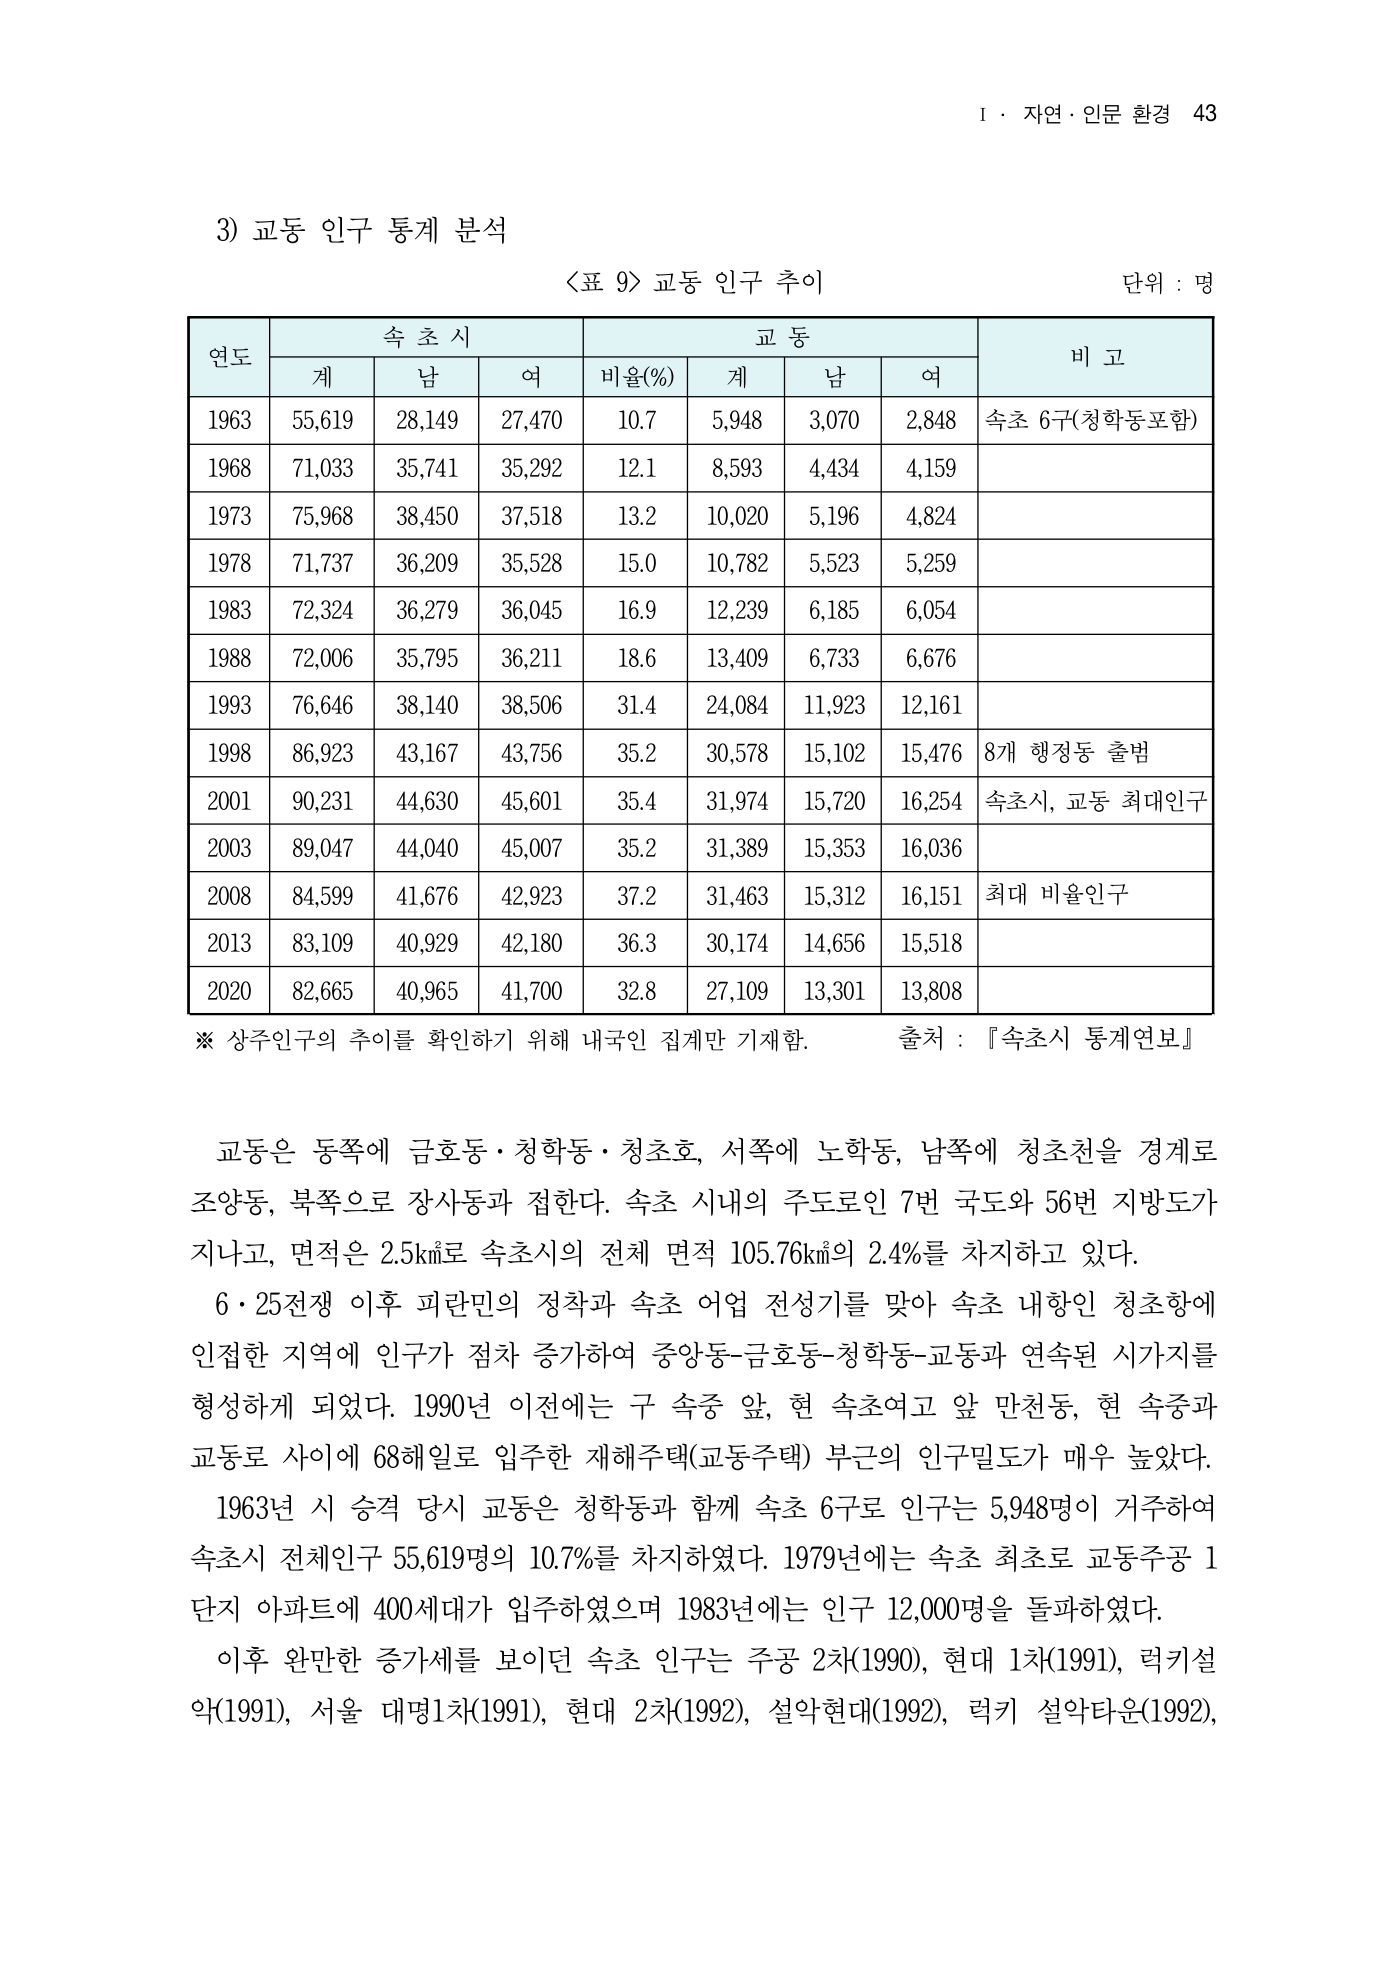 Ⅰ · 자연·인문 환경 43
3) 교동 인구 통계 분석
<표 9> 교동 인구 추이 단위 : 명
연도 속 초 시 교 동 비 고
계 남 여 비율(%) 계 남 여
1963 55,619 28,149 27,470 10.7 5,948 3,070 2,848 속초 6구(청학동포함)
1968 71,033 35,741 35,292 12.1 8,593 4,434 4,159
1973 75,968 38,450 37,518 13.2 10,020 5,196 4,824
1978 71,737 36,209 35,528 15.0 10,782 5,523 5,259
1983 72,324 36,279 36,045 16.9 12,239 6,185 6,054
1988 72,006 35,795 36,211 18.6 13,409 6,733 6,676
1993 76,646 38,140 38,506 31.4 24,084 11,923 12,161
1998 86,923 43,167 43,756 35.2 30,578 15,102 15,476 8개 행정동 출범
2001 90,231 44,630 45,601 35.4 31,974 15,720 16,254 속초시, 교동 최대인구
2003 89,047 44,040 45,007 35.2 31,389 15,353 16,036
2008 84,599 41,676 42,923 37.2 31,463 15,312 16,151 최대 비율인구
2013 83,109 40,929 42,180 36.3 30,174 14,656 15,518
2020 82,665 40,965 41,700 32.8 27,109 13,301 13,808
※ 상주인구의 추이를 확인하기 위해 내국인 집계만 기재함. 출처 : 『속초시 통계연보』
교동은 동쪽에 금호동·청학동·청초호, 서쪽에 노학동, 남쪽에 청초천을 경계로
조양동, 북쪽으로 장사동과 접한다. 속초 시내의 주도로인 7번 국도와 56번 지방도가
지나고, 면적은 2.5㎢로 속초시의 전체 면적 105.76㎢의 2.4%를 차지하고 있다.
6·25전쟁 이후 피란민의 정착과 속초 어업 전성기를 맞아 속초 내항인 청초항에
인접한 지역에 인구가 점차 증가하여 중앙동-금호동-청학동-교동과 연속된 시가지를
형성하게 되었다. 1990년 이전에는 구 속중 앞, 현 속초여고 앞 만천동, 현 속중과
교동로 사이에 68해일로 입주한 재해주택(교동주택) 부근의 인구밀도가 매우 높았다.
1963년 시 승격 당시 교동은 청학동과 함께 속초 6구로 인구는 5,948명이 거주하여
속초시 전체인구 55,619명의 10.7%를 차지하였다. 1979년에는 속초 최초로 교동주공 1
단지 아파트에 400세대가 입주하였으며 1983년에는 인구 12,000명을 돌파하였다.
이후 완만한 증가세를 보이던 속초 인구는 주공 2차(1990), 현대 1차(1991), 럭키설
악(1991), 서울 대명1차(1991), 현대 2차(1992), 설악현대(1992), 럭키 설악타운(1992),